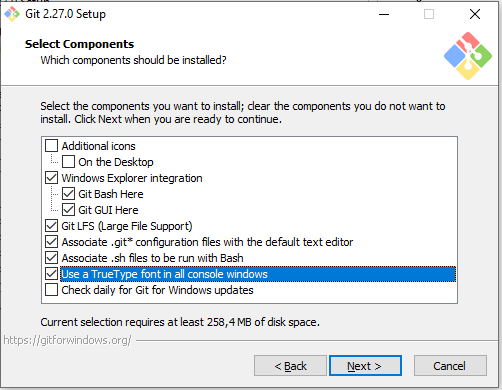 Git 2.27.0 Setup
Select Components
Which components should be installed?
Select the components you want to install; clear the components you do not want to
install. Click Next when you are ready to continue.
Additional icons
On the Desktop
Windows Explorer integration
Git Bash Here
Git GUI Here
Git LFS (Large File Support)
Associate .git* configuration files with the default text editor
Associate .sh files to be run with Bash
Use a TrueType font in all console windows
Check daily for Git for Windows updates
Current selection requires at least 258,4 MB of disk space.
https://gitforwindows.org/
< Back
Next >
Cancel